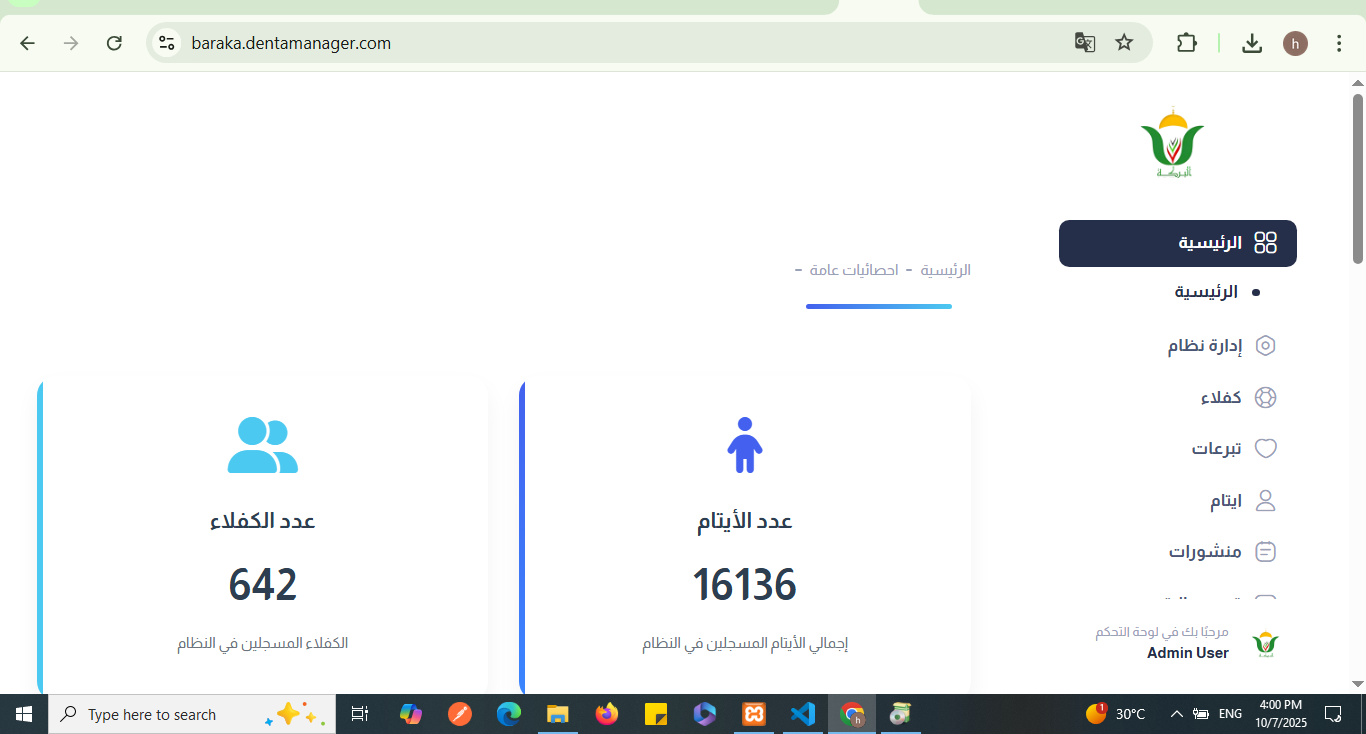 baraka.dentamanager.com
h
البركة
الرئيسية
الرئيسية
إدارة نظام
كفلاء
تبرعات
ايتام
منشورات
مرحبًا بك في لوحة التحكم
Admin User
الرئيسية - احصائيات عامة -
عدد الأيتام
16136
إجمالي الأيتام المسجلين في النظام
عدد الكفلاء
642
الكفلاء المسجلين في النظام
Type here to search
1
30°C
ENG
4:00 PM
10/7/2025